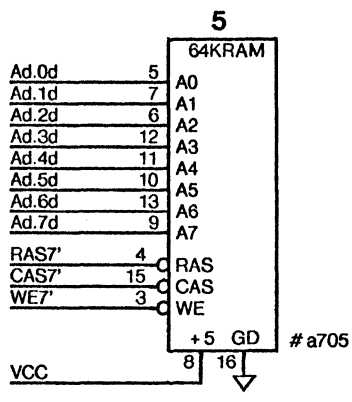 5
64KRAM
Ad.0d 5 A0
Ad.1d 7 A1
Ad.2d 6 A2
Ad.3d 12 A3
Ad.4d 11 A4
Ad.5d 10 A5
Ad.6d 13 A6
Ad.7d 9 A7
RAS7' 4 RAS
CAS7' 15 CAS
WE7' 3 WE
+5 GD # a705
VCC 8 16